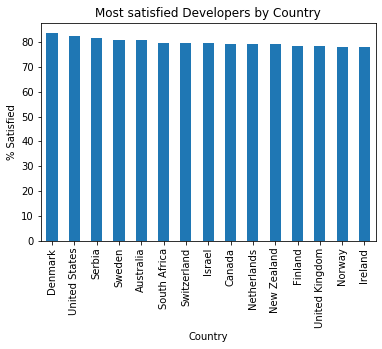 Most satisfied Developers by Country
% Satisfied
80
70
60
50
40
30
20
10
0
Denmark
United States
Serbia
Sweden
Australia
South Africa
Switzerland
Israel
Canada
Netherlands
New Zealand
Finland
United Kingdom
Norway
Ireland
Country